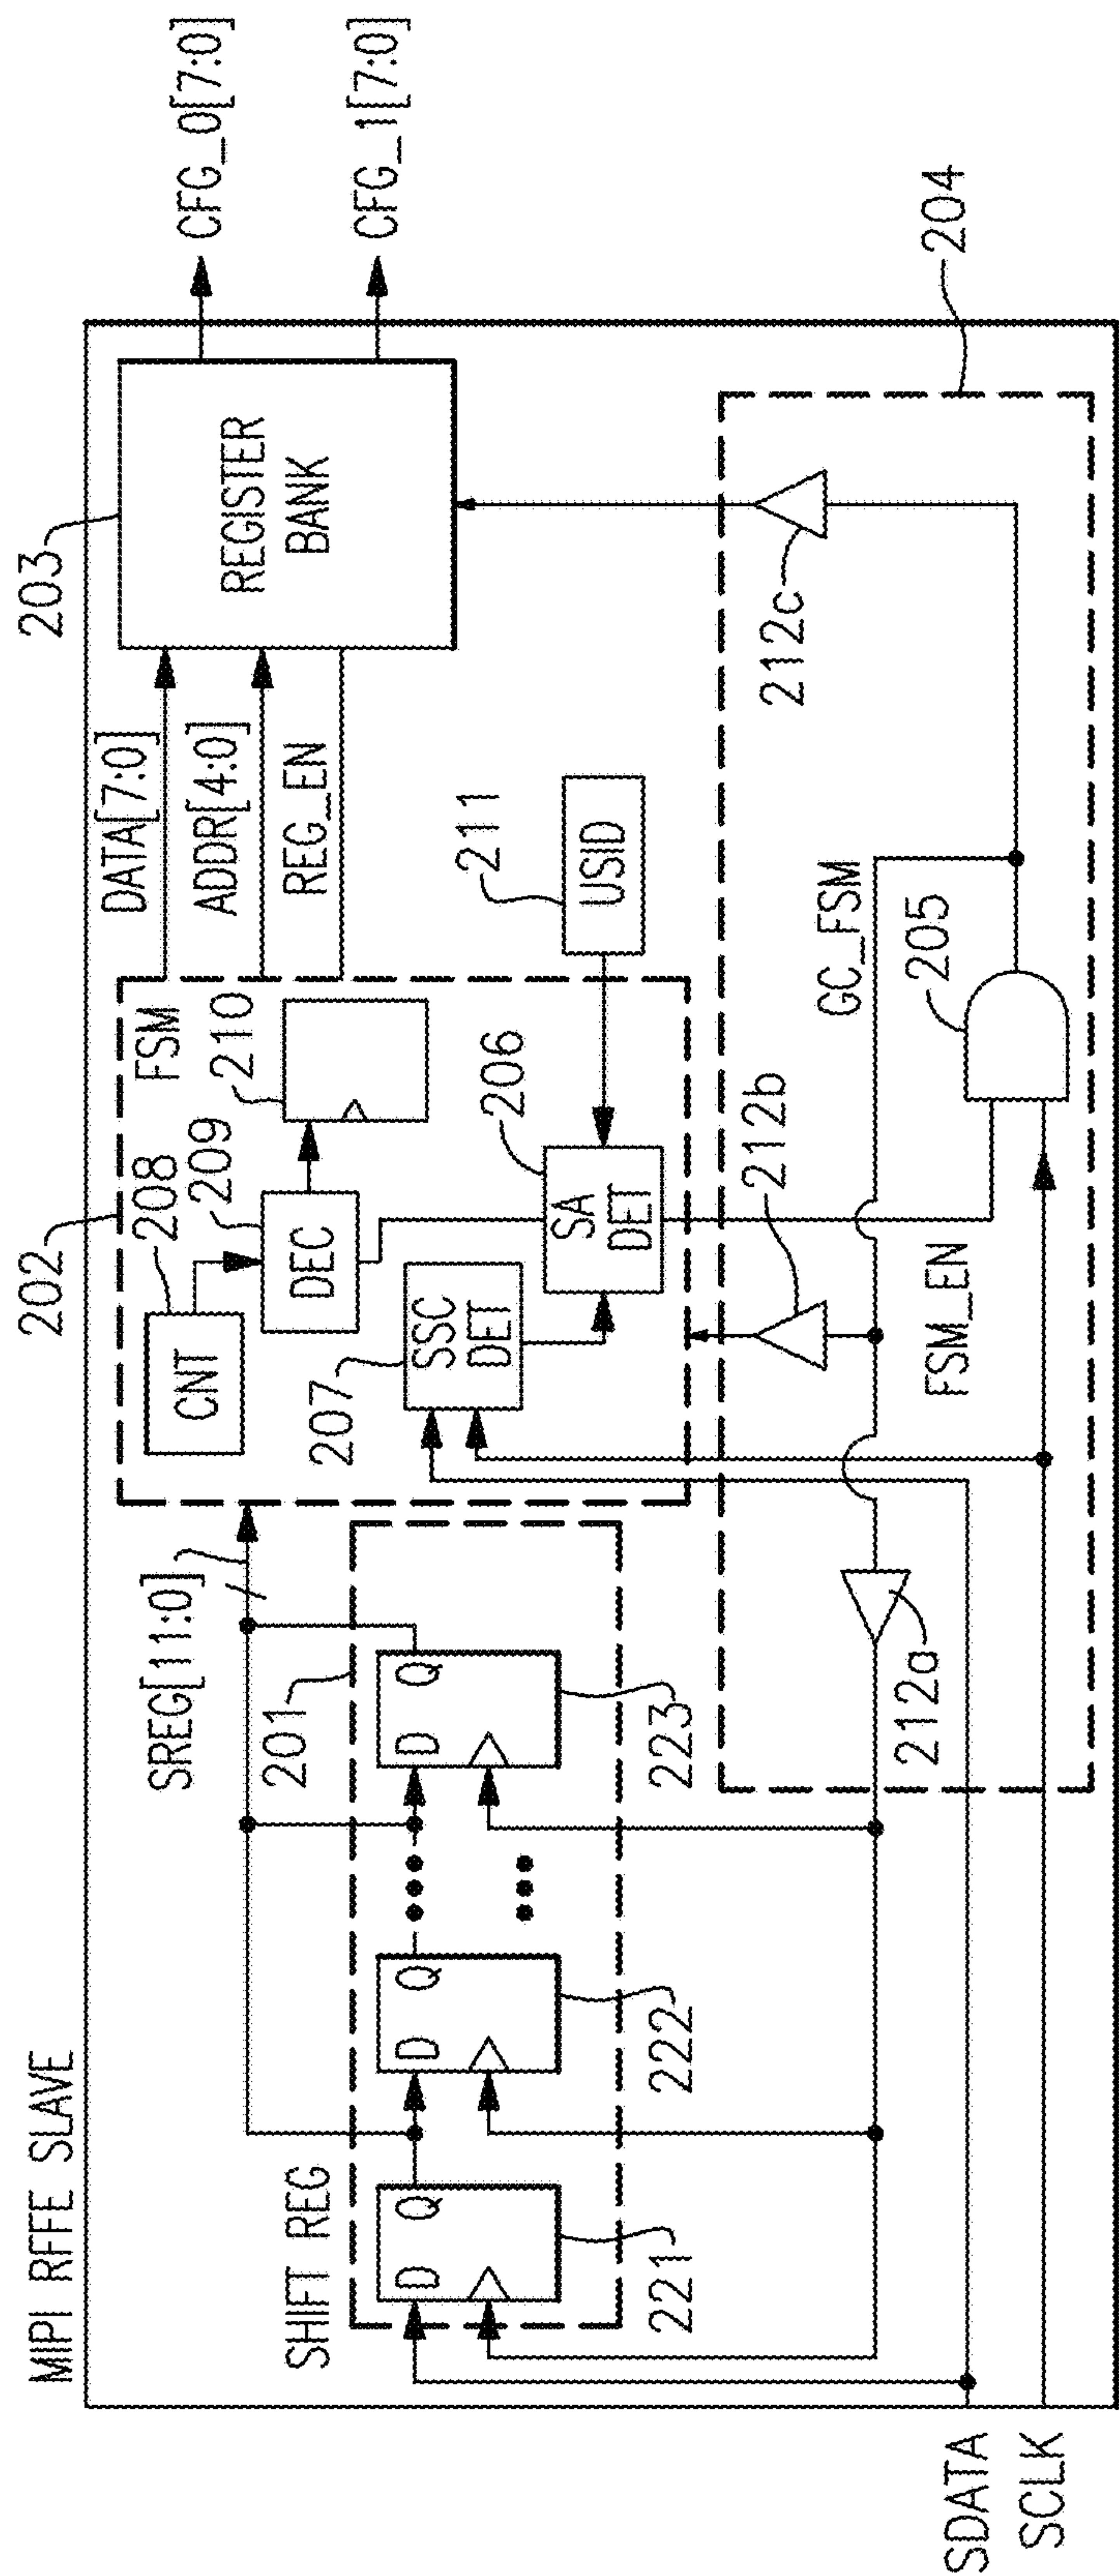 MIPI RFFE SLAVE
202
203
SREG[11:0]
208
FSM
DATA[7:0]
CFG_0[7:0]
CNT
209
210
ADDR[4:0]
REGISTER
BANK
201
DEC
REG_EN
CFG_1[7:0]
SHIFT REG
207
SSC
DET
206
211
D Q
D Q
D Q
SA
DET
USID
221
222
223
212b
212c
GC_FSM
212a
FSM_EN
205
204
SDATA
SCLK